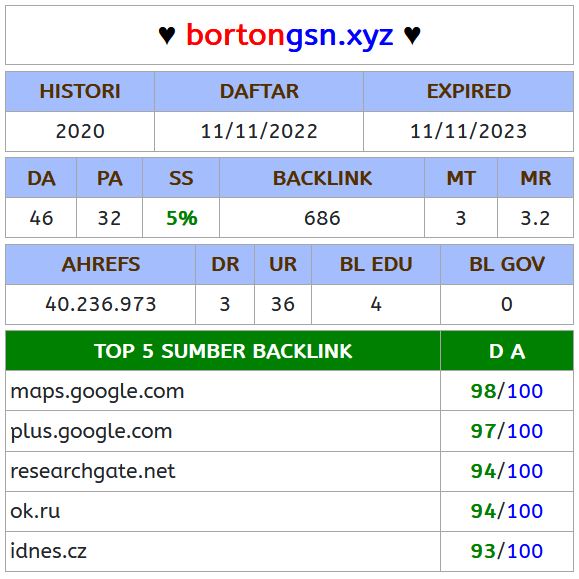 ♥ bortongsn.xyz ♥
HISTORI DAFTAR EXPIRED
2020 11/11/2022 11/11/2023
DA PA SS BACKLINK MT MR
46 32 5% 686 3 3.2
AHREFS DR UR BL EDU BL GOV
40.236.973 3 36 4 0
TOP 5 SUMBER BACKLINK D A
maps.google.com 98/100
plus.google.com 97/100
researchgate.net 94/100
ok.ru 94/100
idnes.cz 93/100